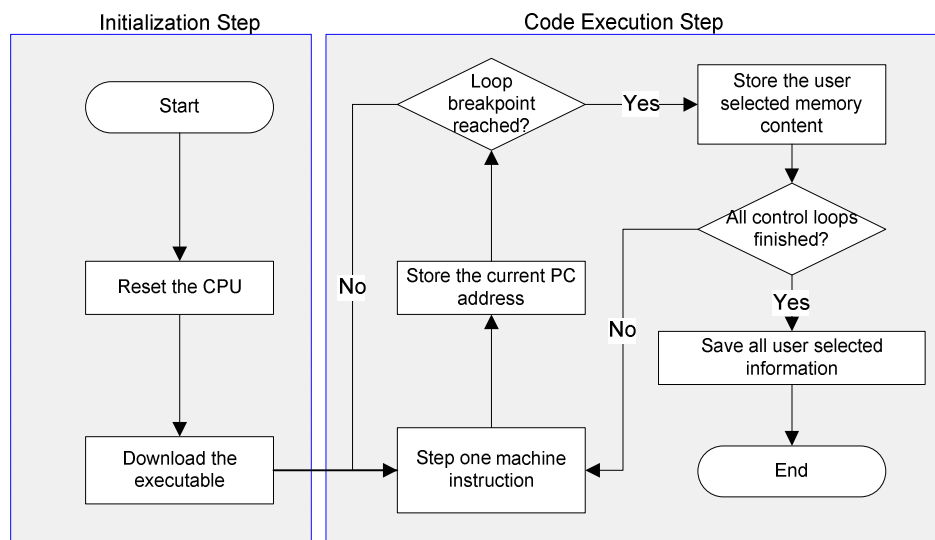 Initialization Step
Start
Reset the CPU
Download the
executable
Code Execution Step
Loop
breakpoint
reached?
Yes
Store the user
selected memory
content
All control loops
finished?
No
Store the current PC
address
No
Yes
Save all user selected
information
Step one machine
instruction
End